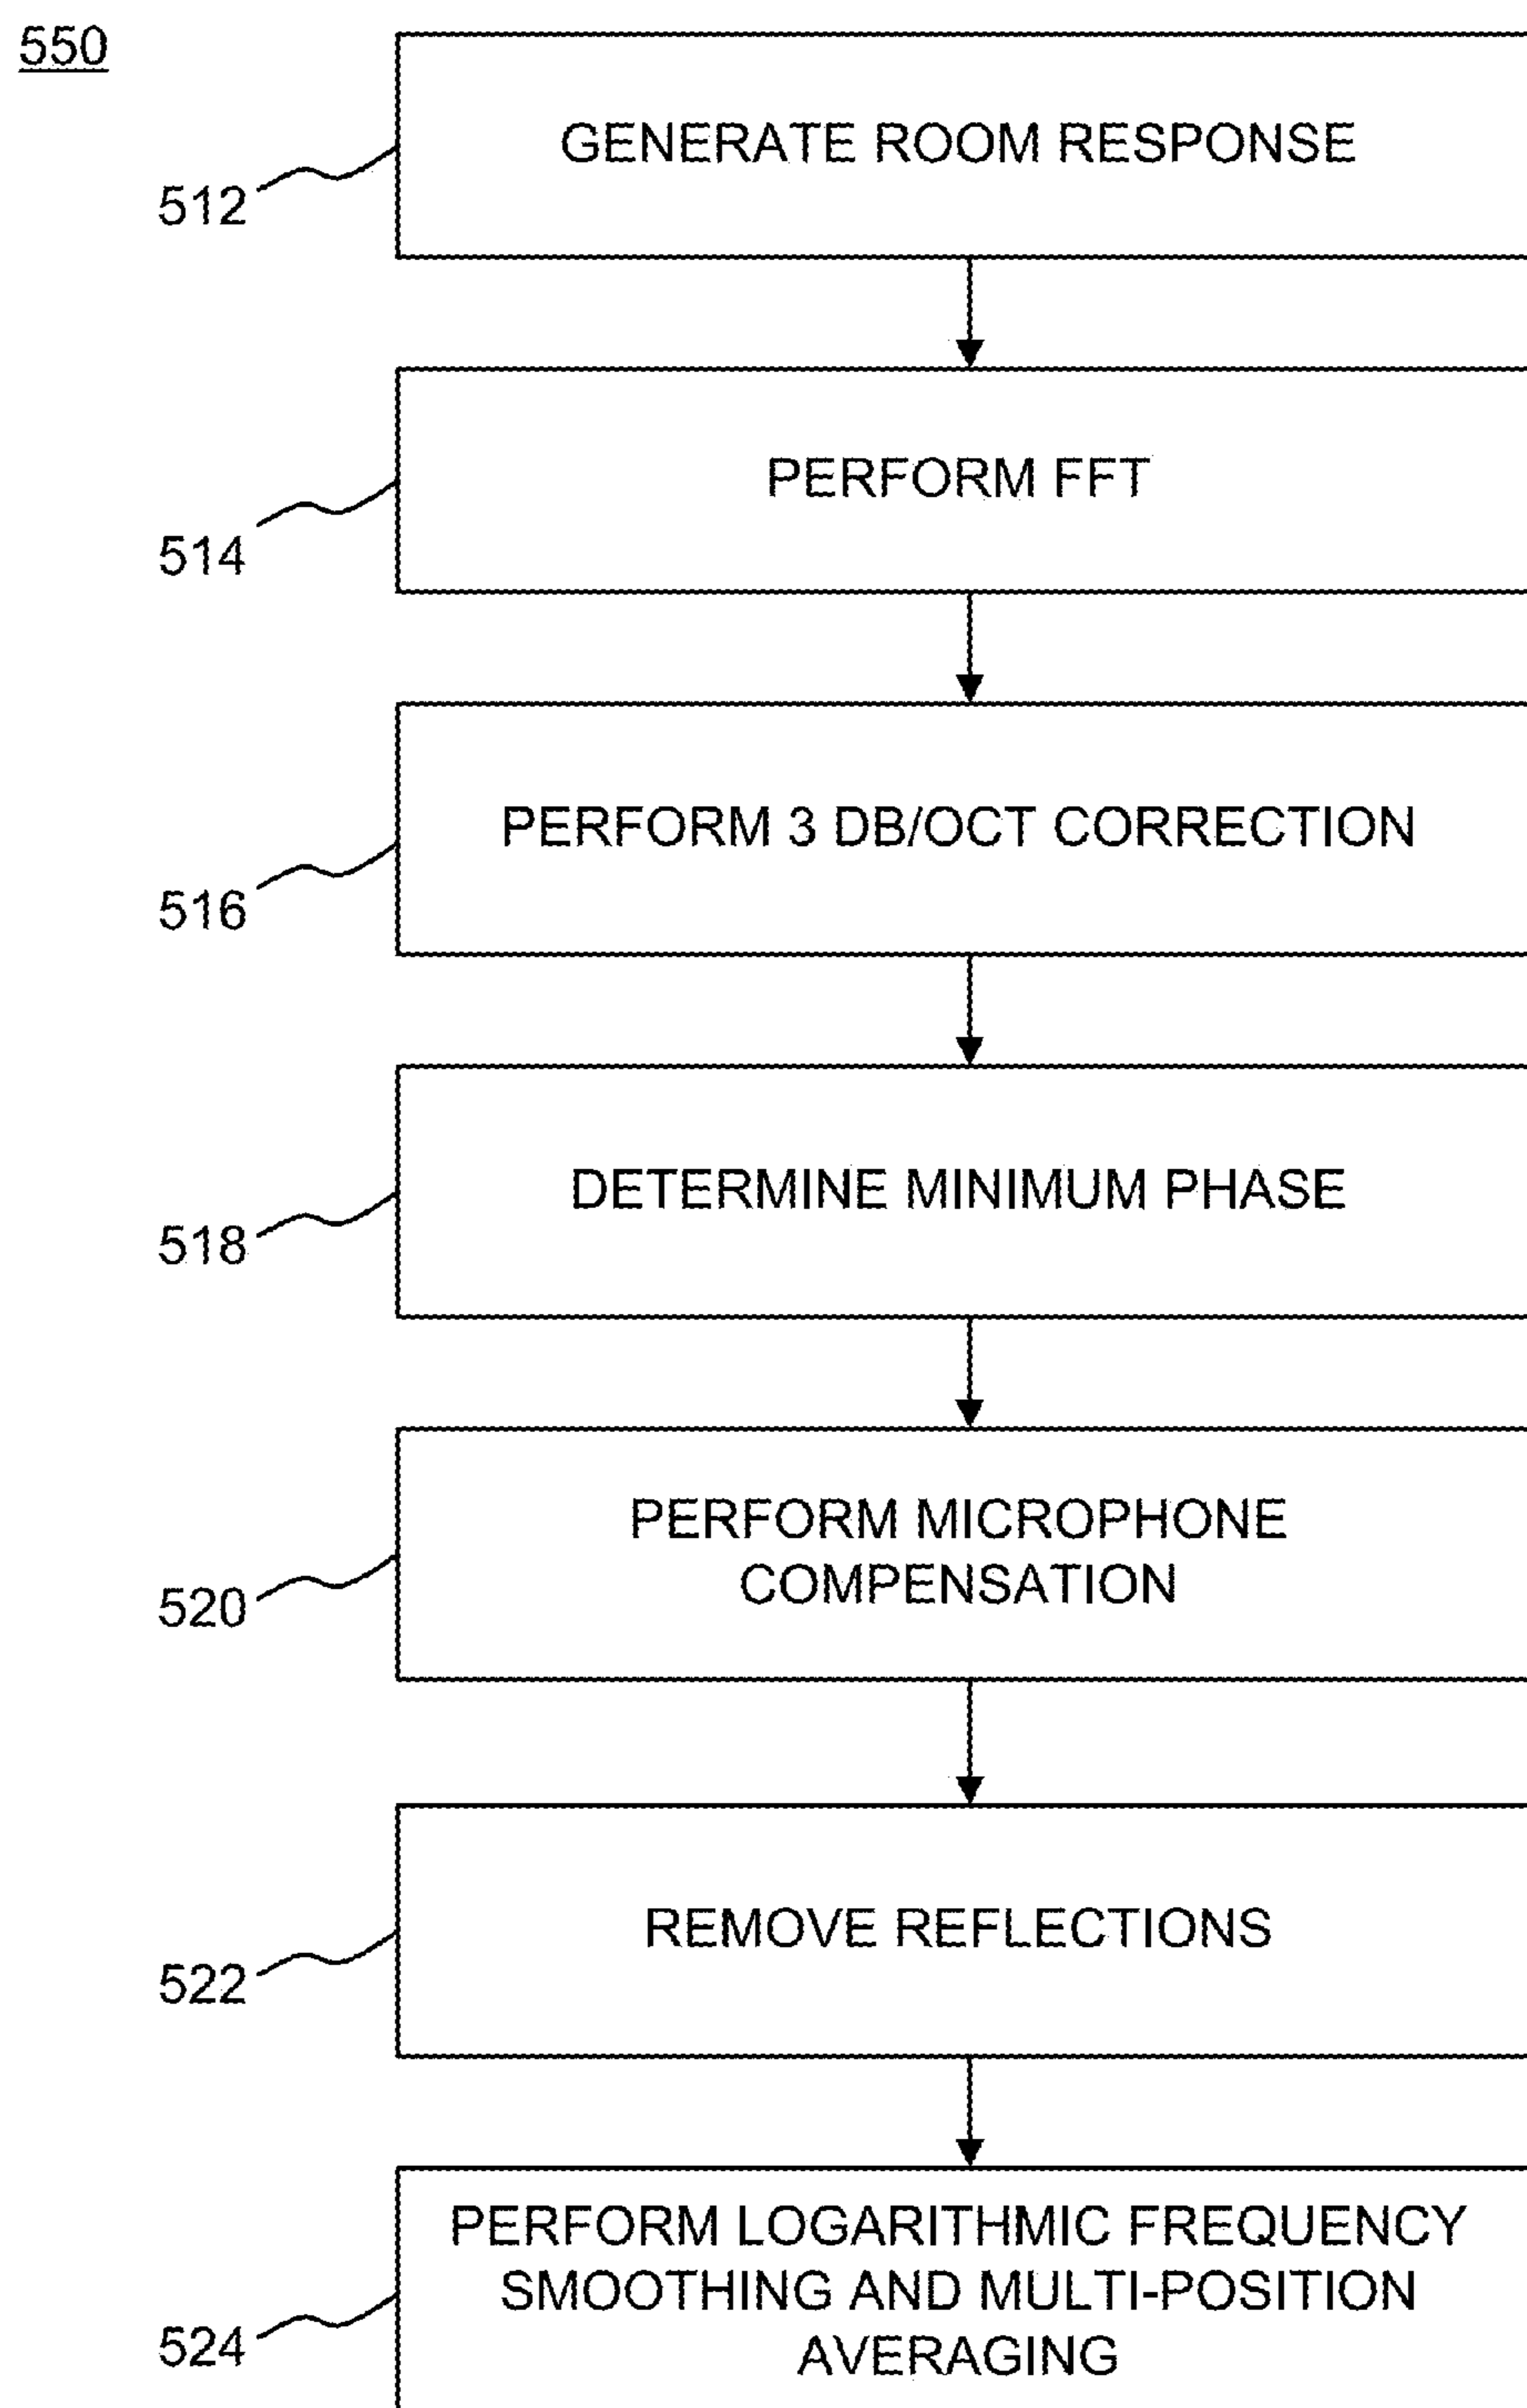 550
GENERATE ROOM RESPONSE
512
PERFORM FFT
514
PERFORM 3 DB/OCT CORRECTION
516
DETERMINE MINIMUM PHASE
518
PERFORM MICROPHONE
COMPENSATION
520
REMOVE REFLECTIONS
522
PERFORM LOGARITHMIC FREQUENCY
SMOOTHING AND MULTI-POSITION
AVERAGING
524